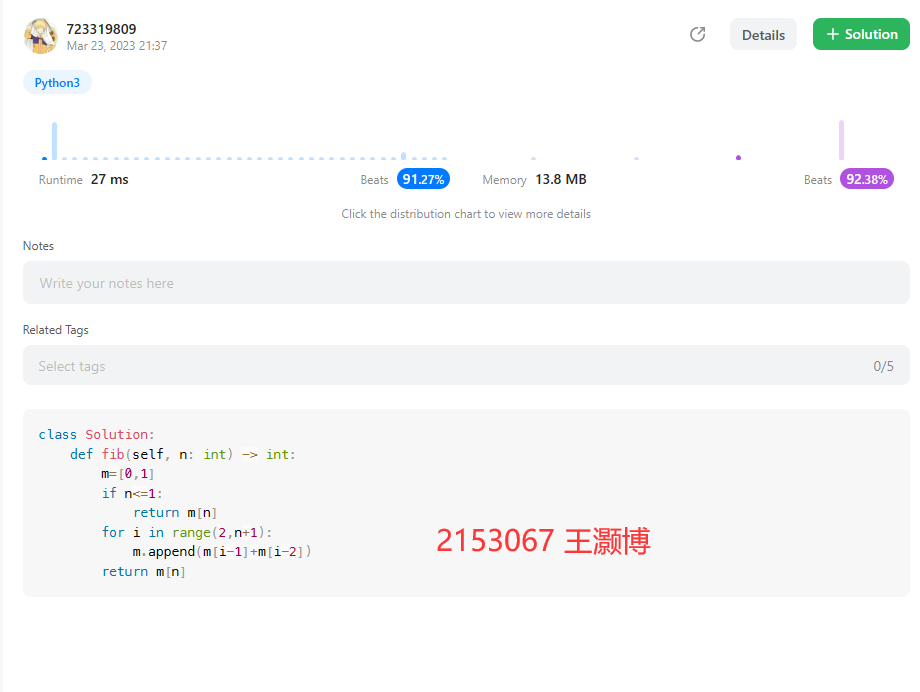 723319809
Mar 23, 2023 21:37
Details
+ Solution
Python3
Runtime 27 ms Beats 91.27% Memory 13.8 MB Beats 92.38%
Click the distribution chart to view more details
Notes
Write your notes here
Related Tags
Select tags 0/5
class Solution:
    def fib(self, n: int) -> int:
        m=[0,1]
        if n<=1:
            return m[n]
        for i in range(2,n+1):
            m.append(m[i-1]+m[i-2])
        return m[n]
2153067 王灏博